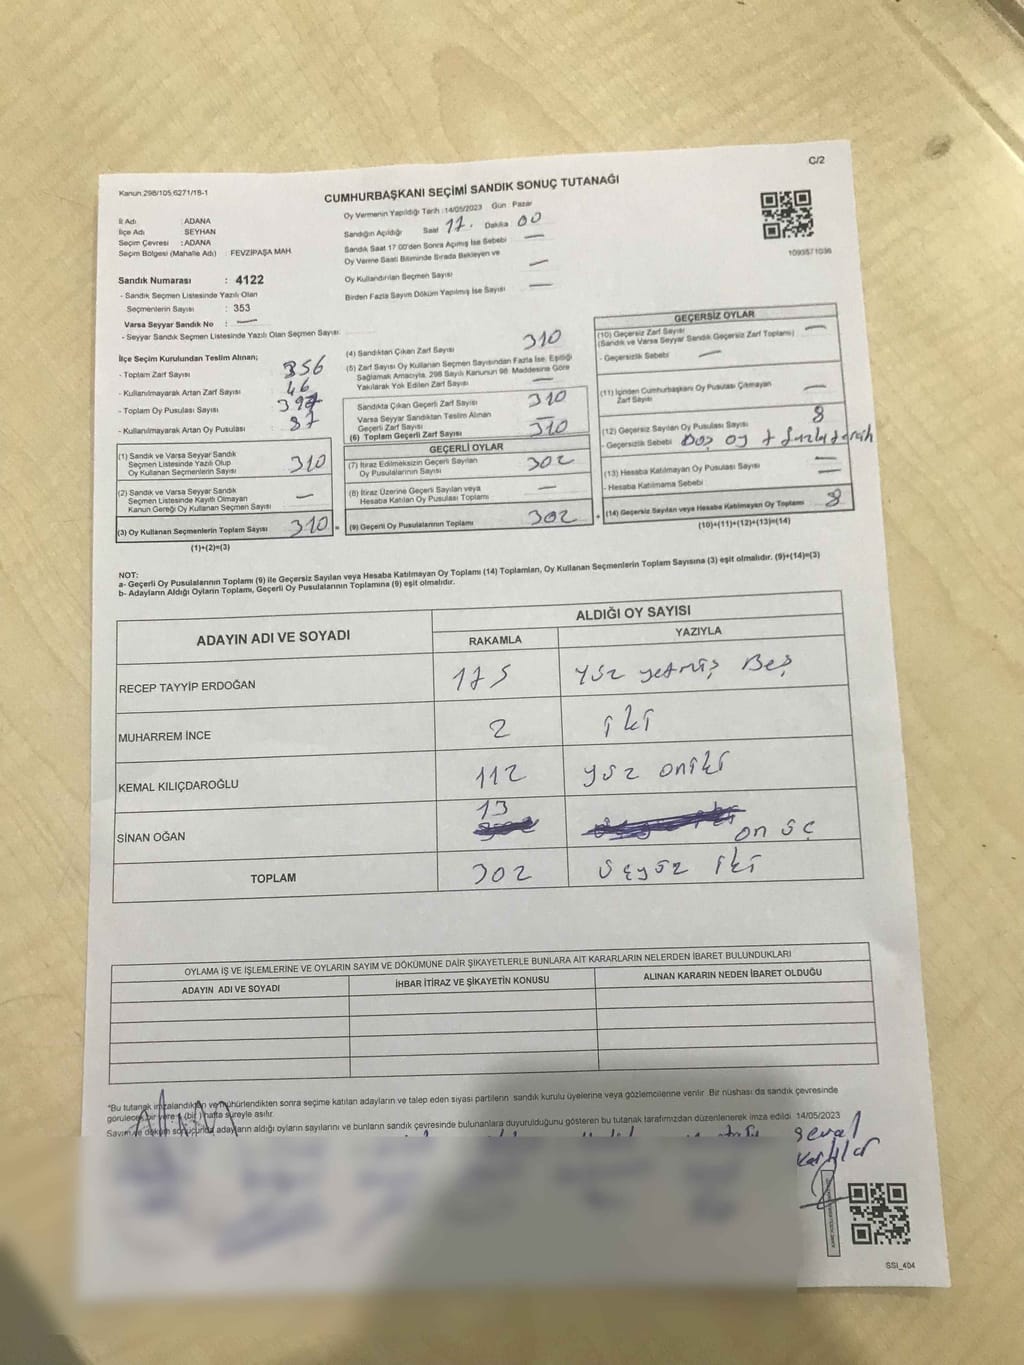 C/2
Kanun:298/105,6271/18-1
CUMHURBAŞKANI SEÇİMİ SANDIK SONUÇ TUTANAĞI
Oy Vermenin Yapıldığı Tarih :14/05/2023 Gün : Pazar
İl Adı : ADANA
İlçe Adı : SEYHAN
Seçim Çevresi : ADANA
Seçim Bölgesi (Mahalle Adı) : FEVZİPAŞA MAH.
Sandığın Açıldığı Saat 17. Dakika 00
Sandık Saat 17:00'den Sonra Açılmış İse Sebebi —
Oy Verme Saati Bitiminde Sırada Bekleyen ve
Oy Kullandırılan Seçmen Sayısı —
Birden Fazla Sayım Döküm Yapılmış İse Sayısı —
1093571036
Sandık Numarası : 4122
- Sandık Seçmen Listesinde Yazılı Olan
Seçmenlerin Sayısı : 353
Varsa Seyyar Sandık No : —
- Seyyar Sandık Seçmen Listesinde Yazılı Olan Seçmen Sayısı:
İlçe Seçim Kurulundan Teslim Alınan;
- Toplam Zarf Sayısı 356
- Kullanılmayarak Artan Zarf Sayısı 46
- Toplam Oy Pusulası Sayısı
- Kullanılmayarak Artan Oy Pusulası 87
(1) Sandık ve Varsa Seyyar Sandık
Seçmen Listesinde Yazılı Olup
Oy Kullanan Seçmenlerin Sayısı 310
(2) Sandık ve Varsa Seyyar Sandık
Seçmen Listesinde Kayıtlı Olmayan
Kanun Gereği Oy Kullanan Seçmen Sayısı —
(3) Oy Kullanan Seçmenlerin Toplam Sayısı 310 =
(1)+(2)=(3)
(4) Sandıktan Çıkan Zarf Sayısı 310
(5) Zarf Sayısı Oy Kullanan Seçmen Sayısından Fazla İse, Eşitliği
Sağlamak Amacıyla, 298 Sayılı Kanunun 98. Maddesine Göre
Yakılarak Yok Edilen Zarf Sayısı —
Sandıkta Çıkan Geçerli Zarf Sayısı 310
Varsa Seyyar Sandıktan Teslim Alınan
Geçerli Zarf Sayısı —
(6) Toplam Geçerli Zarf Sayısı 310
GEÇERLİ OYLAR
(7) İtiraz Edilmeksizin Geçerli Sayılan
Oy Pusulalarının Sayısı 302
(8) İtiraz Üzerine Geçerli Sayılan veya
Hesaba Katılan Oy Pusulası Toplamı —
(9) Geçerli Oy Pusulalarının Toplamı 302 +
GEÇERSİZ OYLAR
(10) Geçersiz Zarf Sayısı —
(Sandık ve Varsa Seyyar Sandık Geçersiz Zarf Toplamı)
- Geçersizlik Sebebi —
(11) İçinden Cumhurbaşkanı Oy Pusulası Çıkmayan
Zarf Sayısı —
(12) Geçersiz Sayılan Oy Pusulası Sayısı 8
- Geçersizlik Sebebi Boş oy + fazla tercih
(13) Hesaba Katılmayan Oy Pusulası Sayısı —
- Hesaba Katılmama Sebebi —
(14) Geçersiz Sayılan veya Hesaba Katılmayan Oy Toplamı 8
(10)+(11)+(12)+(13)=(14)
NOT:
a- Geçerli Oy Pusulalarının Toplamı (9) ile Geçersiz Sayılan veya Hesaba Katılmayan Oy Toplamı (14) Toplamları, Oy Kullanan Seçmenlerin Toplam Sayısına (3) eşit olmalıdır. (9)+(14)=(3)
b- Adayların Aldığı Oyların Toplamı, Geçerli Oy Pusulalarının Toplamına (9) eşit olmalıdır.
ADAYIN ADI VE SOYADI
ALDIĞI OY SAYISI
RAKAMLA YAZIYLA
RECEP TAYYİP ERDOĞAN 175 yüz yetmiş Beş
MUHARREM İNCE 2 iki
KEMAL KILIÇDAROĞLU 112 yüz oniki
SİNAN OĞAN 13 on üç
TOPLAM 302 üçyüz iki
OYLAMA İŞ VE İŞLEMLERİNE VE OYLARIN SAYIM VE DÖKÜMÜNE DAİR ŞİKAYETLERLE BUNLARA AİT KARARLARIN NELERDEN İBARET BULUNDUKLARI
ADAYIN ADI VE SOYADI İHBAR İTİRAZ VE ŞİKAYETİN KONUSU ALINAN KARARIN NEDEN İBARET OLDUĞU
"Bu tutanak imzalandıktan ve mühürlendikten sonra seçime katılan adayların ve talep eden siyasi partilerin sandık kurulu üyelerine veya gözlemcilerine verilir. Bir nüshası da sandık çevresinde
görülecek bir yere 1 (bir) hafta süreyle asılır.
Sayım ve döküm sonucunda adayların aldığı oyların sayılarını ve bunların sandık çevresinde bulunanlara duyurulduğunu gösteren bu tutanak tarafımızdan düzenlenerek imza edildi. 14/05/2023
SSI_404